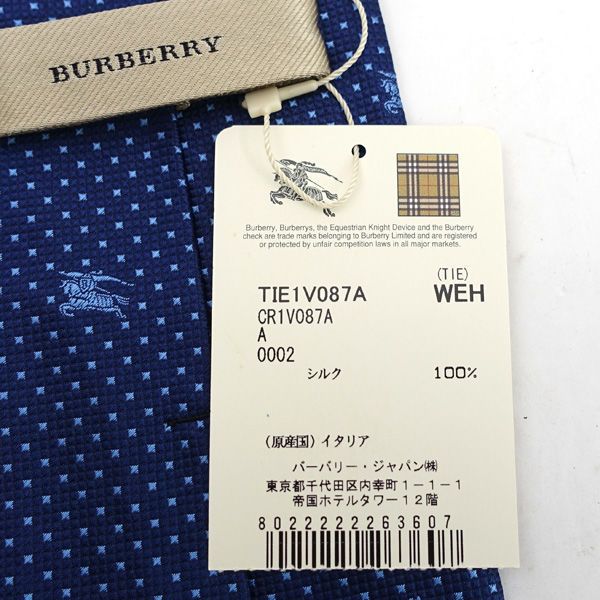 BURBERRY
Burberry, Burberrys, the Equestrian Knight Device and the Burberry
check are trade marks belonging to Burberry Limited and are registered
or protected by unfair competition laws in all major markets.
(TIE)
TIE1V087A WEH
CR1V087A
A
0002
シルク 100%
(原産国) イタリア
バーバリー・ジャパン㈱
東京都千代田区内幸町1-1-1
帝国ホテルタワー12階
8022222263607